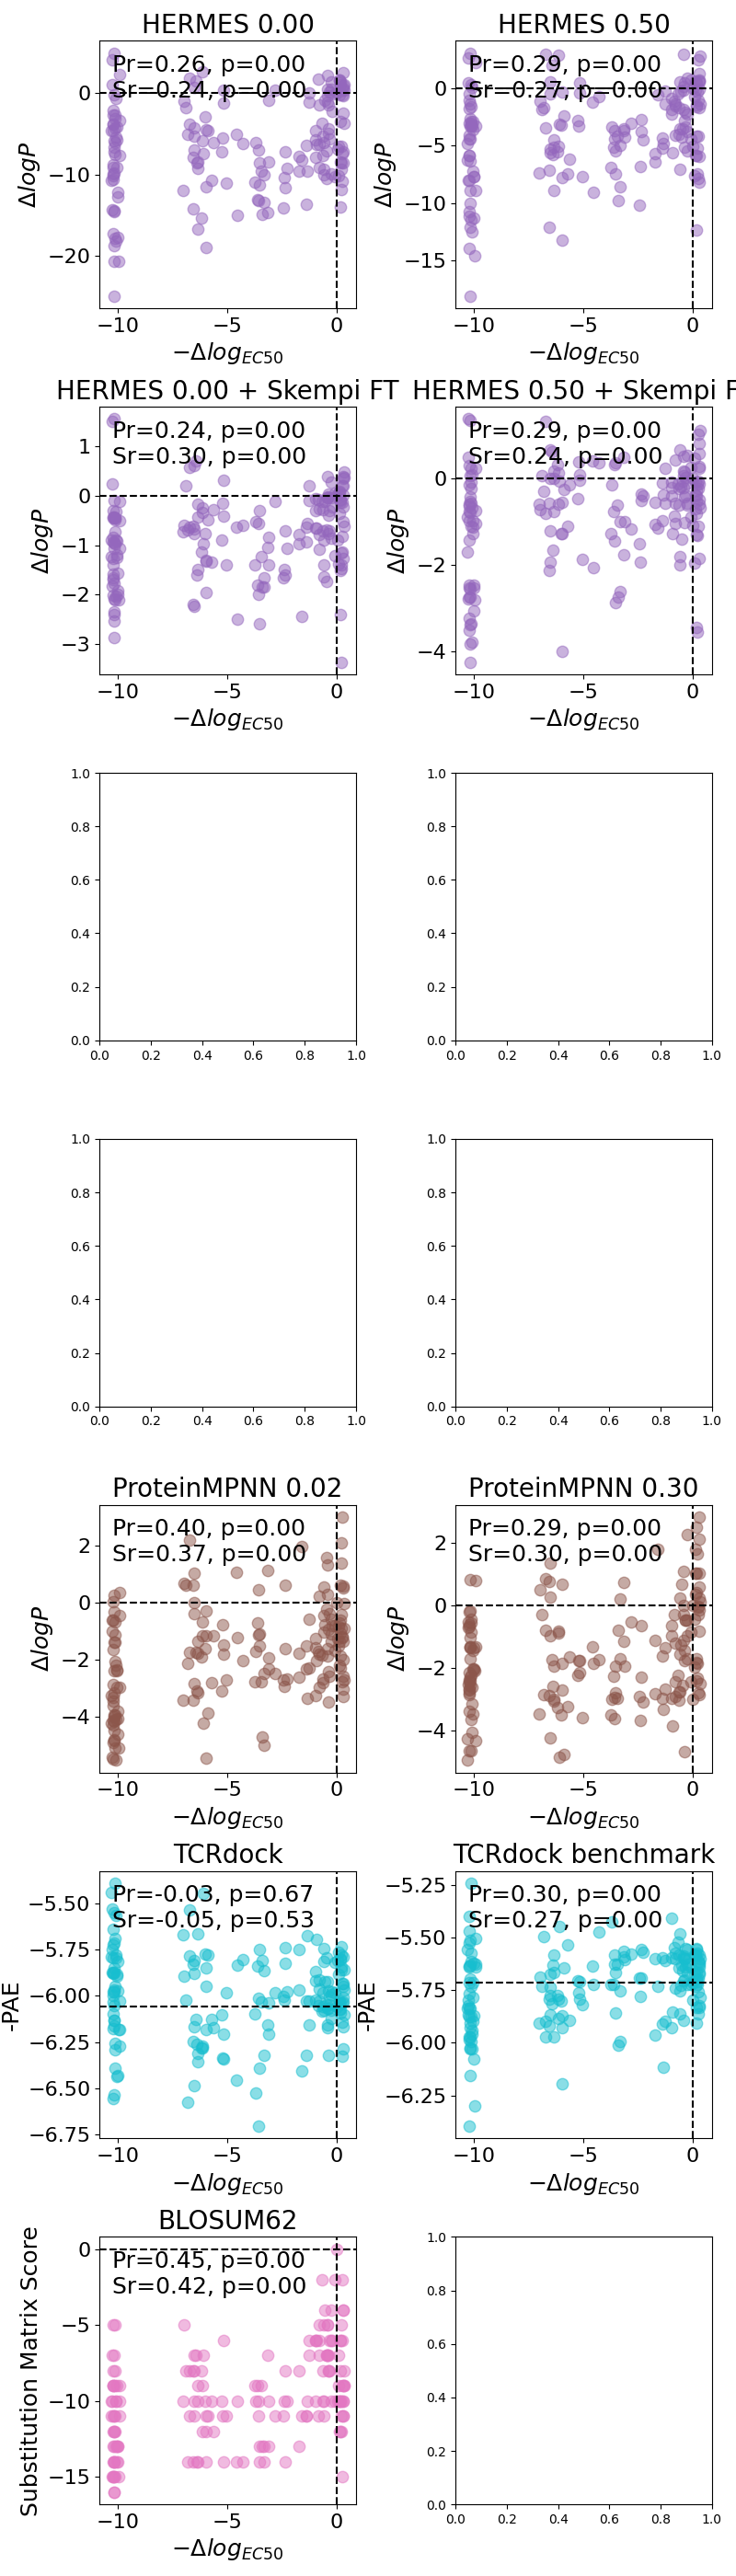 HERMES 0.00
Pr=0.26, p=0.00
Sr=0.24, p=0.00
0
−10
−20
ΔlogP
−10 −5 0
−Δlog_EC50
HERMES 0.50
Pr=0.29, p=0.00
Sr=0.27, p=0.00
0
−5
−10
−15
ΔlogP
−10 −5 0
−Δlog_EC50
HERMES 0.00 + Skempi FT
Pr=0.24, p=0.00
Sr=0.30, p=0.00
1
0
−1
−2
−3
ΔlogP
−10 −5 0
−Δlog_EC50
HERMES 0.50 + Skempi F
Pr=0.29, p=0.00
Sr=0.24, p=0.00
0
−2
−4
ΔlogP
−10 −5 0
−Δlog_EC50
1.0
0.8
0.6
0.4
0.2
0.0
0.0 0.2 0.4 0.6 0.8 1.0
1.0
0.8
0.6
0.4
0.2
0.0
0.0 0.2 0.4 0.6 0.8 1.0
1.0
0.8
0.6
0.4
0.2
0.0
0.0 0.2 0.4 0.6 0.8 1.0
1.0
0.8
0.6
0.4
0.2
0.0
0.0 0.2 0.4 0.6 0.8 1.0
ProteinMPNN 0.02
Pr=0.40, p=0.00
Sr=0.37, p=0.00
2
0
−2
−4
ΔlogP
−10 −5 0
−Δlog_EC50
ProteinMPNN 0.30
Pr=0.29, p=0.00
Sr=0.30, p=0.00
2
0
−2
−4
ΔlogP
−10 −5 0
−Δlog_EC50
TCRdock
Pr=-0.03, p=0.67
Sr=-0.05, p=0.53
−5.50
−5.75
−6.00
−6.25
−6.50
−6.75
-PAE
−10 −5 0
−Δlog_EC50
TCRdock benchmark
Pr=0.30, p=0.00
Sr=0.27, p=0.00
−5.25
−5.50
−5.75
−6.00
−6.25
-PAE
−10 −5 0
−Δlog_EC50
BLOSUM62
Pr=0.45, p=0.00
Sr=0.42, p=0.00
0
−5
−10
−15
Substitution Matrix Score
−10 −5 0
−Δlog_EC50
1.0
0.8
0.6
0.4
0.2
0.0
0.0 0.2 0.4 0.6 0.8 1.0